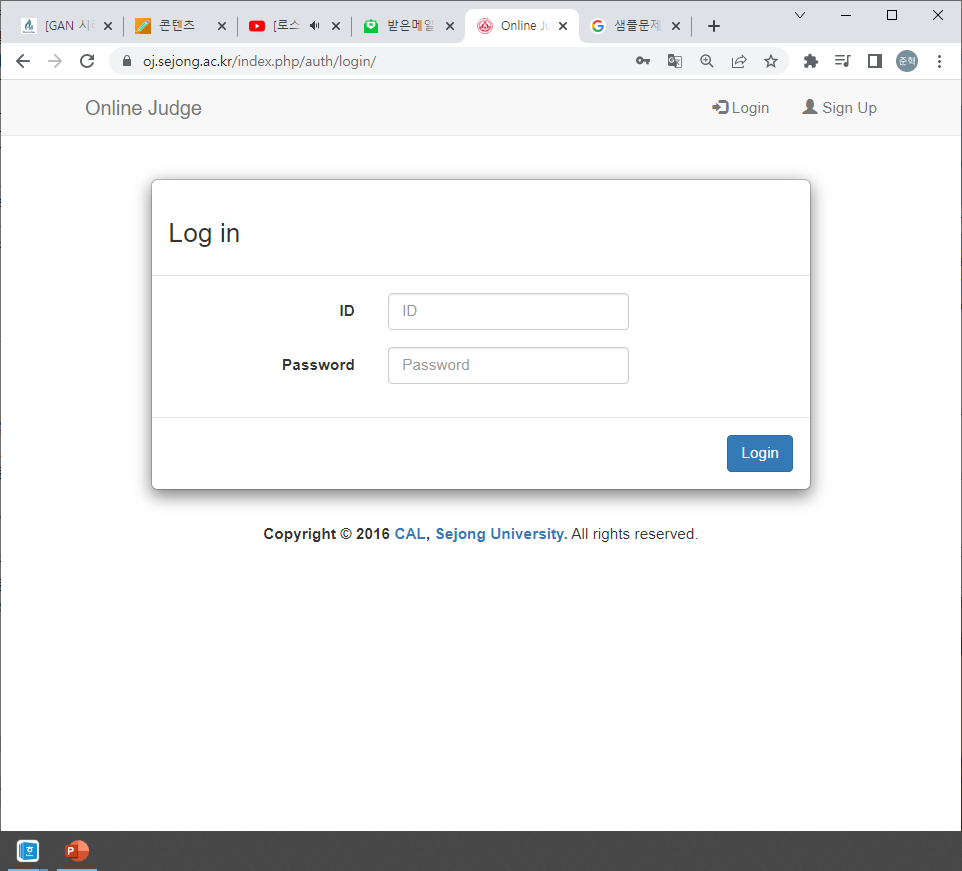 [GAN 시
콘텐츠
[로스
받은메일
Online Ju
샘플문제
oj.sejong.ac.kr/index.php/auth/login/
준혁
Online Judge
Login
Sign Up
Log in
ID
ID
Password
Password
Login
Copyright © 2016 CAL, Sejong University. All rights reserved.